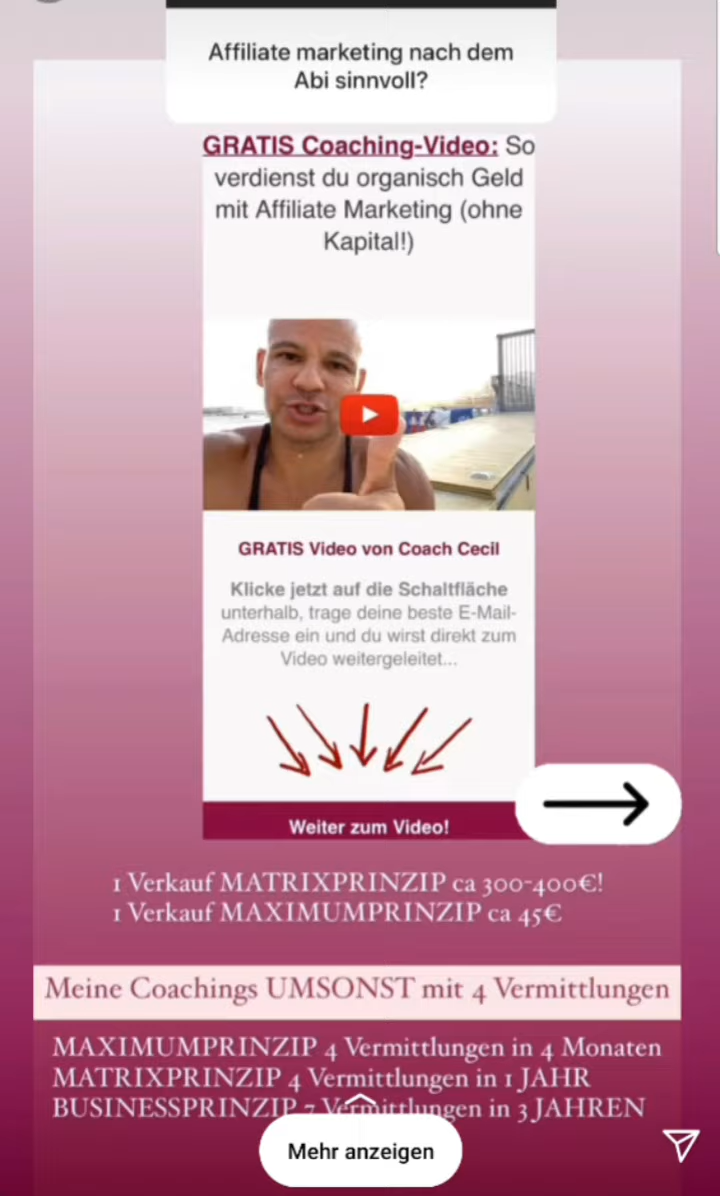 Affiliate marketing nach dem
Abi sinnvoll?
GRATIS Coaching-Video: So
verdienst du organisch Geld
mit Affiliate Marketing (ohne
Kapital!)
GRATIS Video von Coach Cecil
Klicke jetzt auf die Schaltfläche
unterhalb, trage deine beste E-Mail-
Adresse ein und du wirst direkt zum
Video weitergeleitet...
Weiter zum Video!
1 Verkauf MATRIXPRINZIP ca 300-400€!
1 Verkauf MAXIMUMPRINZIP ca 45€
Meine Coachings UMSONST mit 4 Vermittlungen
MAXIMUMPRINZIP 4 Vermittlungen in 4 Monaten
MATRIXPRINZIP 4 Vermittlungen in 1 JAHR
BUSINESSPRINZIP 7 Vermittlungen in 3 JAHREN
Mehr anzeigen